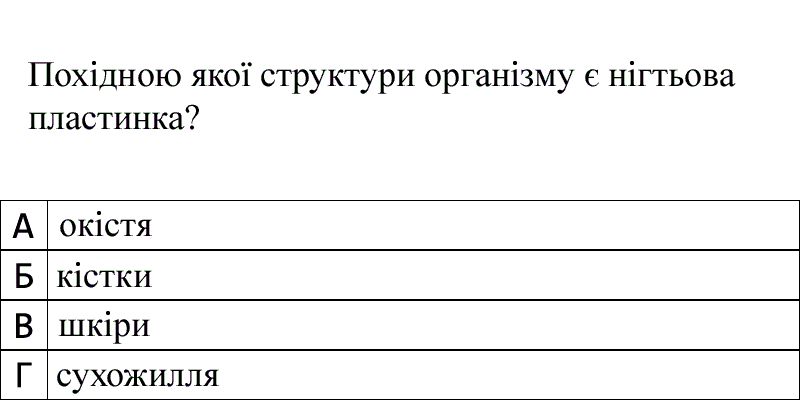 Похідною якої структури організму є нігтьова
пластинка?
А окістя
Б кістки
В шкіри
Г сухожилля